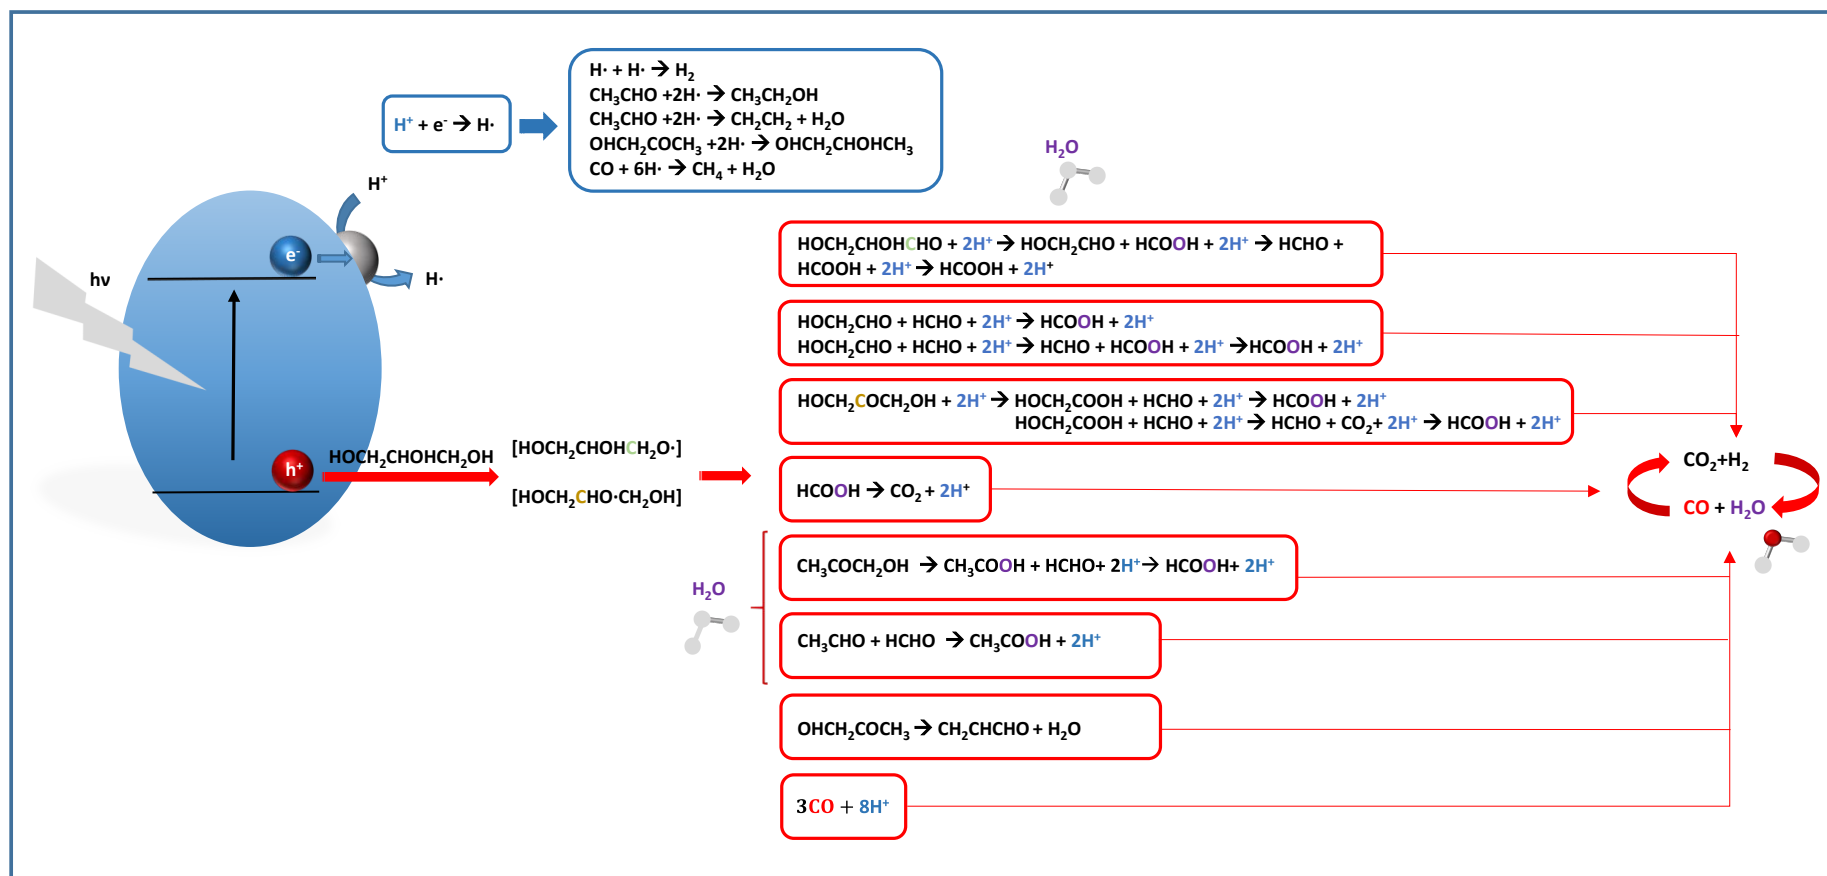 H· + H· → H₂
CH₃CHO +2H· → CH₃CH₂OH
CH₃CHO +2H· → CH₂CH₂ + H₂O
OHCH₂COCH₃ +2H· → OHCH₂CHOHCH₃
CO + 6H· → CH₄ + H₂O
H⁺ + e⁻ → H·
H₂O
H⁺
e⁻
H·
hν
HOCH₂CHOHCHO + 2H⁺ → HOCH₂CHO + HCOOH + 2H⁺ → HCHO +
HCOOH + 2H⁺ → HCOOH + 2H⁺
HOCH₂CHO + HCHO + 2H⁺ → HCOOH + 2H⁺
HOCH₂CHO + HCHO + 2H⁺ → HCHO + HCOOH + 2H⁺ →HCOOH + 2H⁺
HOCH₂COCH₂OH + 2H⁺ → HOCH₂COOH + HCHO + 2H⁺ → HCOOH + 2H⁺
HOCH₂COOH + HCHO + 2H⁺ → HCHO + CO₂+ 2H⁺ → HCOOH + 2H⁺
h⁺
HOCH₂CHOHCH₂OH
[HOCH₂CHOHCH₂O·]
[HOCH₂CHO·CH₂OH]
HCOOH → CO₂ + 2H⁺
CO₂+H₂
CO + H₂O
H₂O
CH₃COCH₂OH → CH₃COOH + HCHO+ 2H⁺→ HCOOH+ 2H⁺
CH₃CHO + HCHO → CH₃COOH + 2H⁺
OHCH₂COCH₃ → CH₂CHCHO + H₂O
3CO + 8H⁺